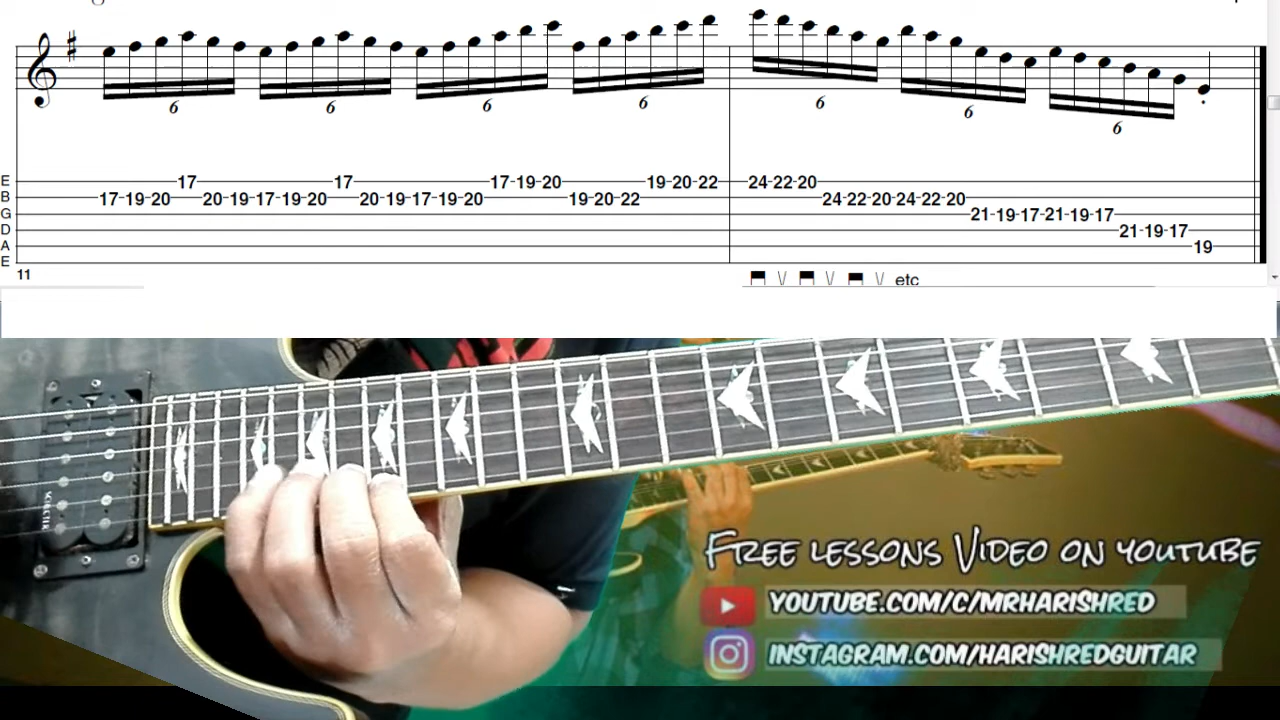 6 6 6 6 6 6 6
E 17 17 17-19-20 19-20-22 24-22-20
B 17-19-20 20-19-17-19-20 20-19-17-19-20 19-20-22 24-22-20-24-22-20
G 21-19-17-21-19-17
D 21-19-17
A 19
E
11
etc
FREE LESSONS VIDEO ON YOUTUBE
YOUTUBE.COM/C/MRHARISHRED
INSTAGRAM.COM/HARISHREDGUITAR